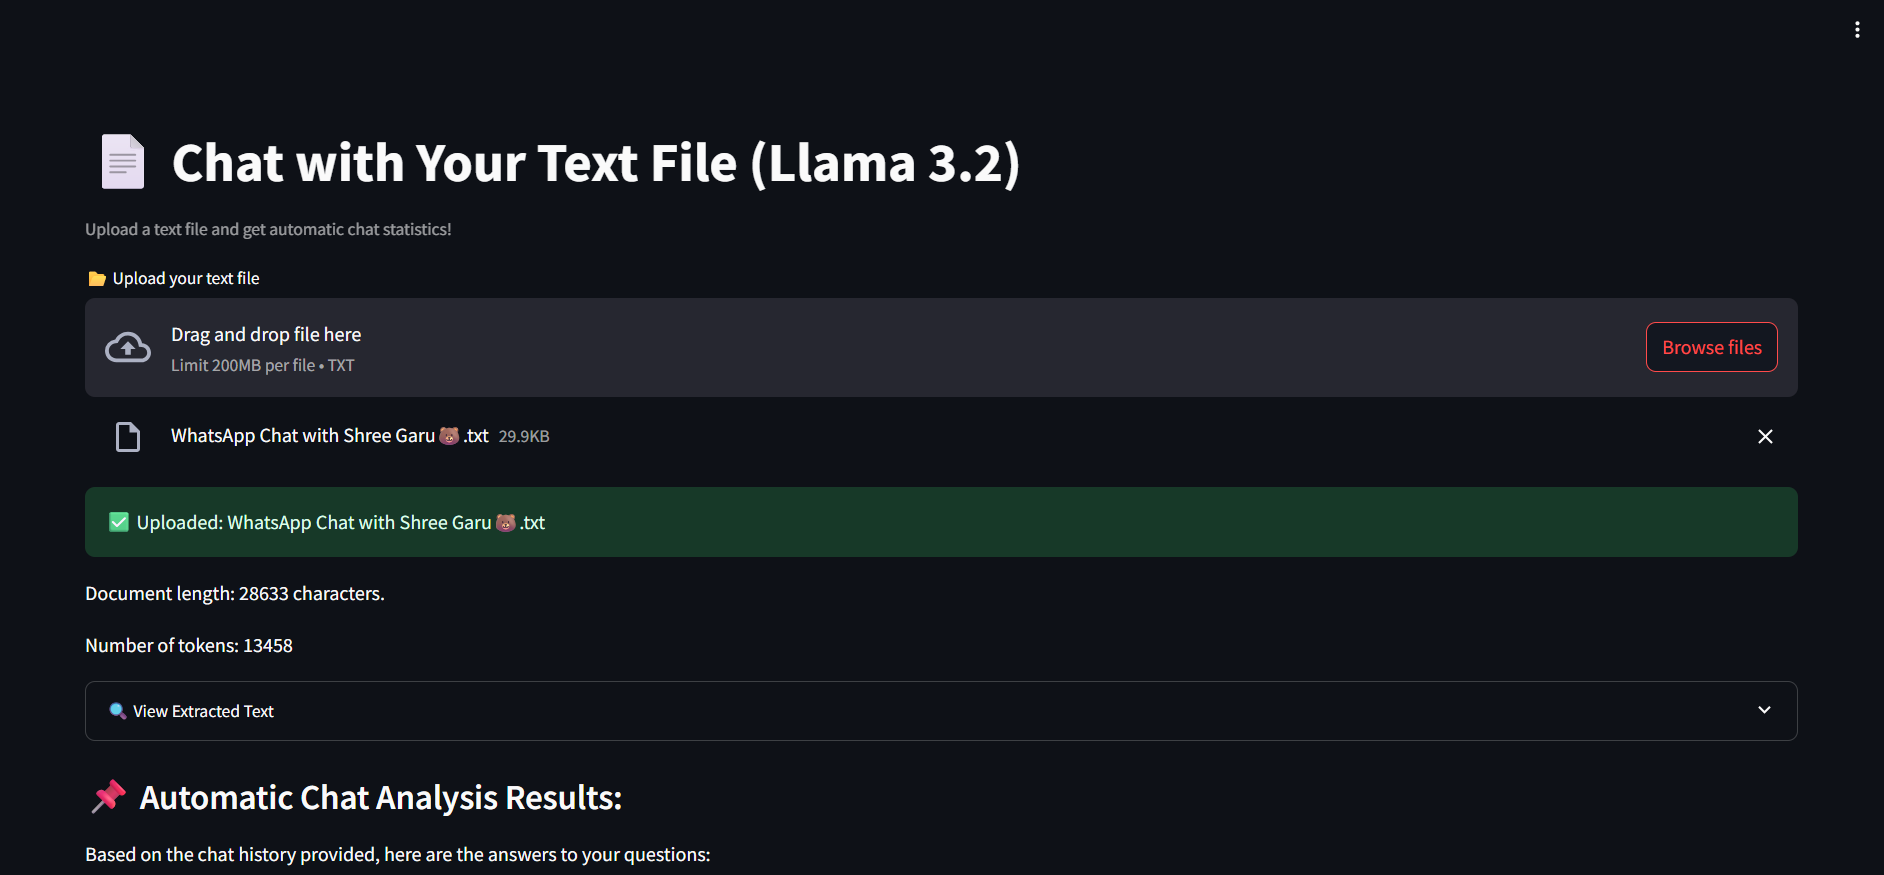 Chat with Your Text File (Llama 3.2)
Upload a text file and get automatic chat statistics!
📂 Upload your text file
Drag and drop file here
Limit 200MB per file • TXT
Browse files
WhatsApp Chat with Shree Garu🐻.txt 29.9KB
✅ Uploaded: WhatsApp Chat with Shree Garu🐻.txt
Document length: 28633 characters.
Number of tokens: 13458
🔍 View Extracted Text
📌 Automatic Chat Analysis Results:
Based on the chat history provided, here are the answers to your questions: